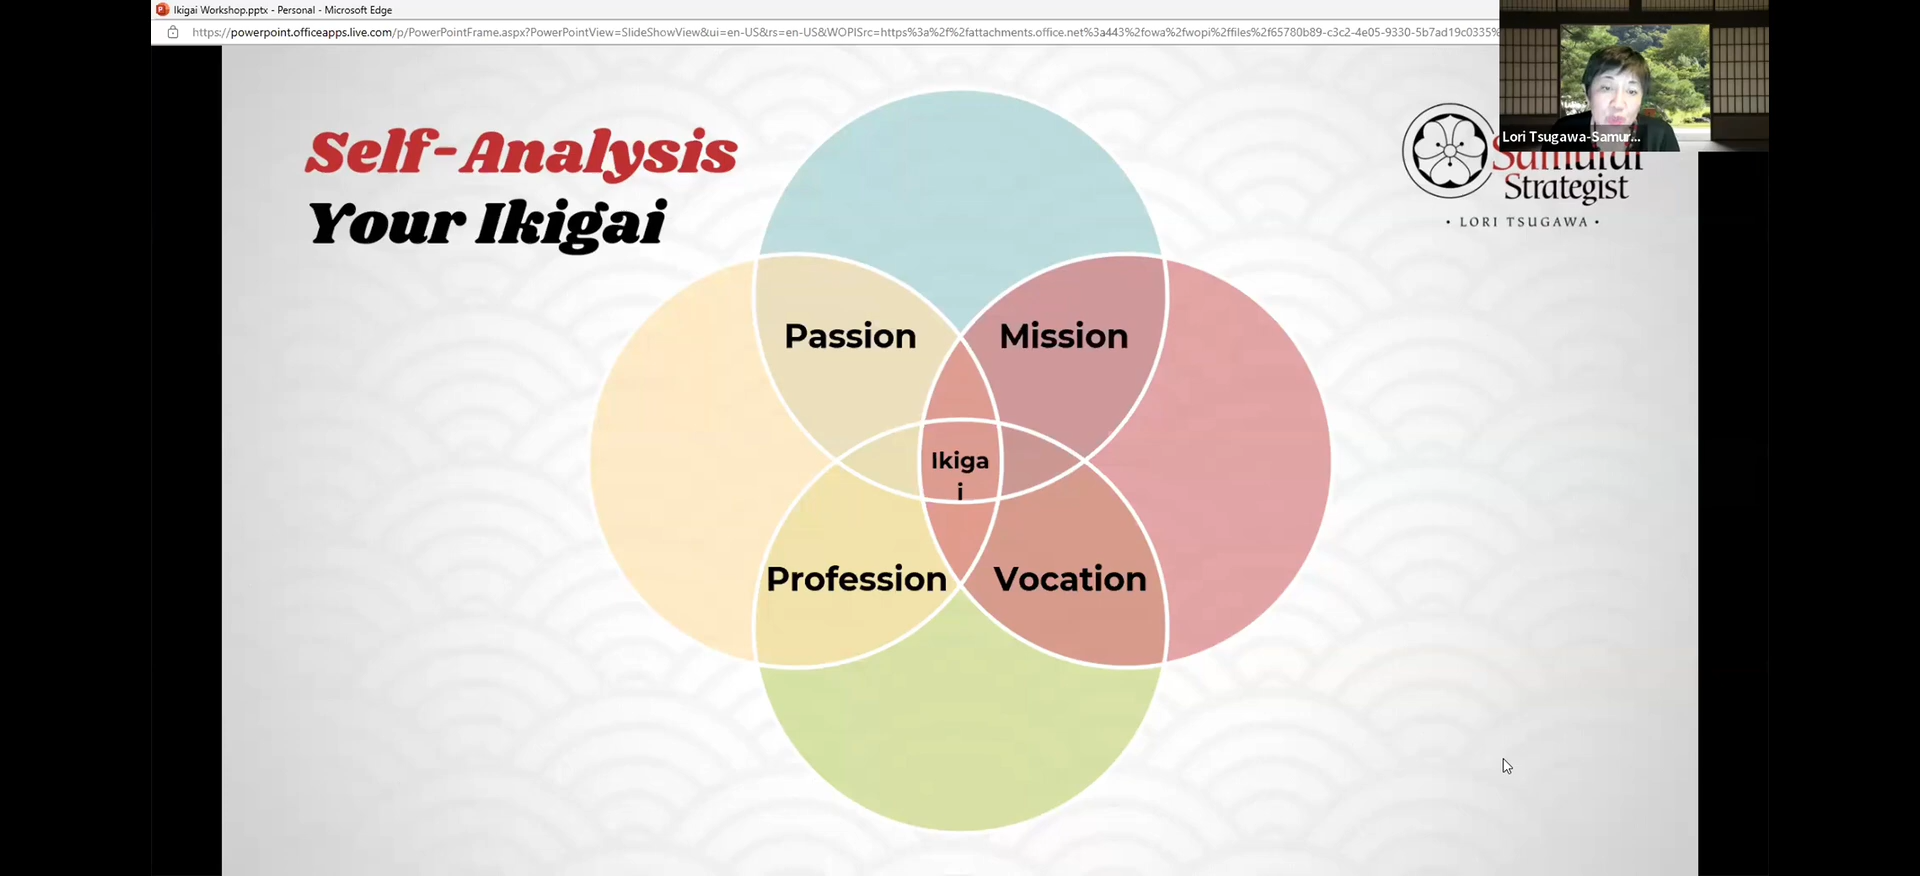 Ikigai Workshop.pptx - Personal - Microsoft Edge
https://powerpoint.officeapps.live.com/p/PowerPointFrame.aspx?PowerPointView=SlideShowView&ui=en-US&rs=en-US&WOPISrc=https%3a%2f%2fattachments.office.net%3a443%2fowa%2fwopi%2ffiles%2f65780b89-c3c2-4e05-9330-5b7ad19c0335%
Lori Tsugawa-Samur...
Self-Analysis
Your Ikigai
Samurai
Strategist
• LORI TSUGAWA •
Passion
Mission
Ikiga
i
Profession
Vocation